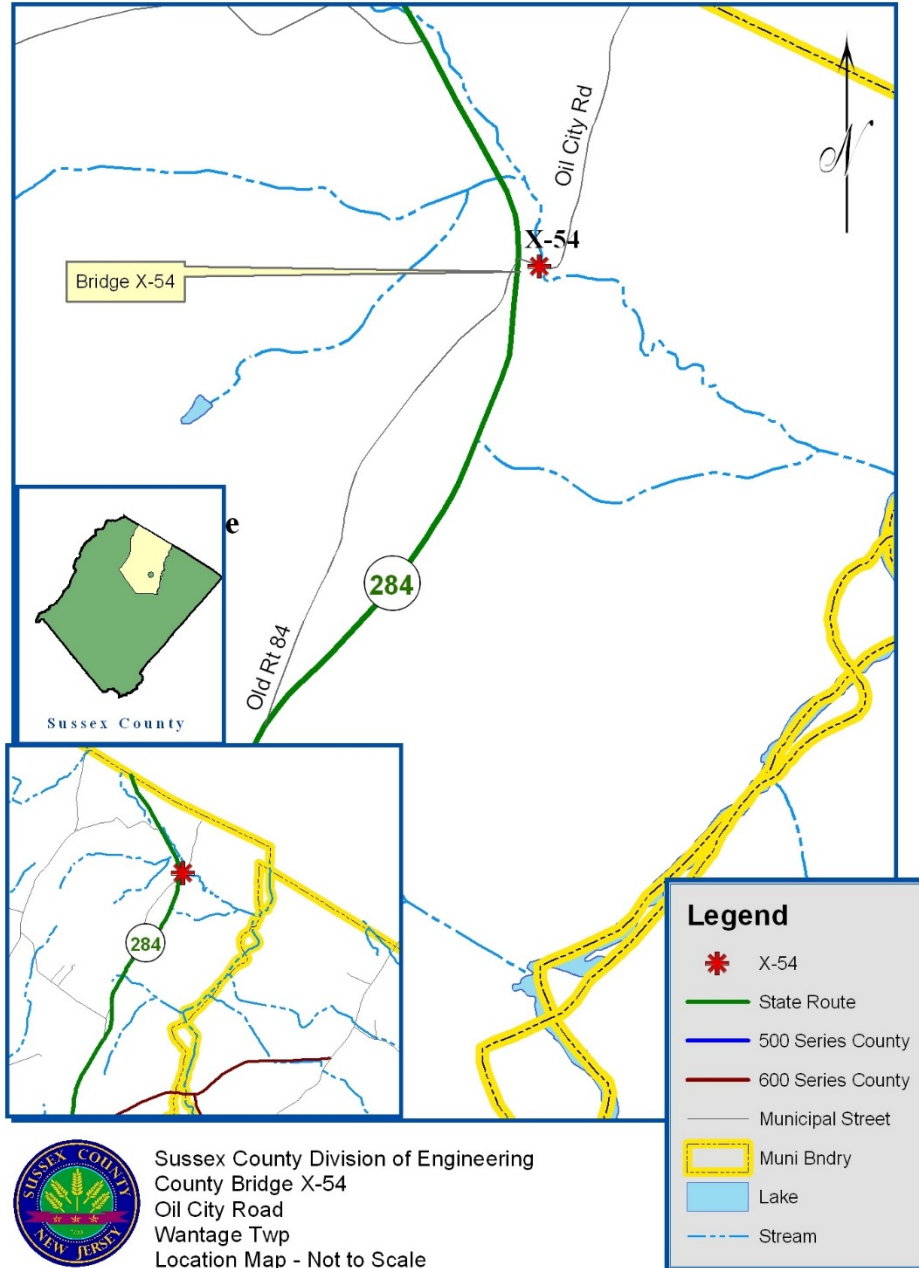 Oil City Rd
N
X-54
Bridge X-54
e
284
Old Rt 84
Sussex County
284
Legend
X-54
State Route
500 Series County
600 Series County
Municipal Street
Muni Bndry
Lake
Stream
SUSSEX COUNTY
NEW JERSEY
Sussex County Division of Engineering
County Bridge X-54
Oil City Road
Wantage Twp
Location Map - Not to Scale